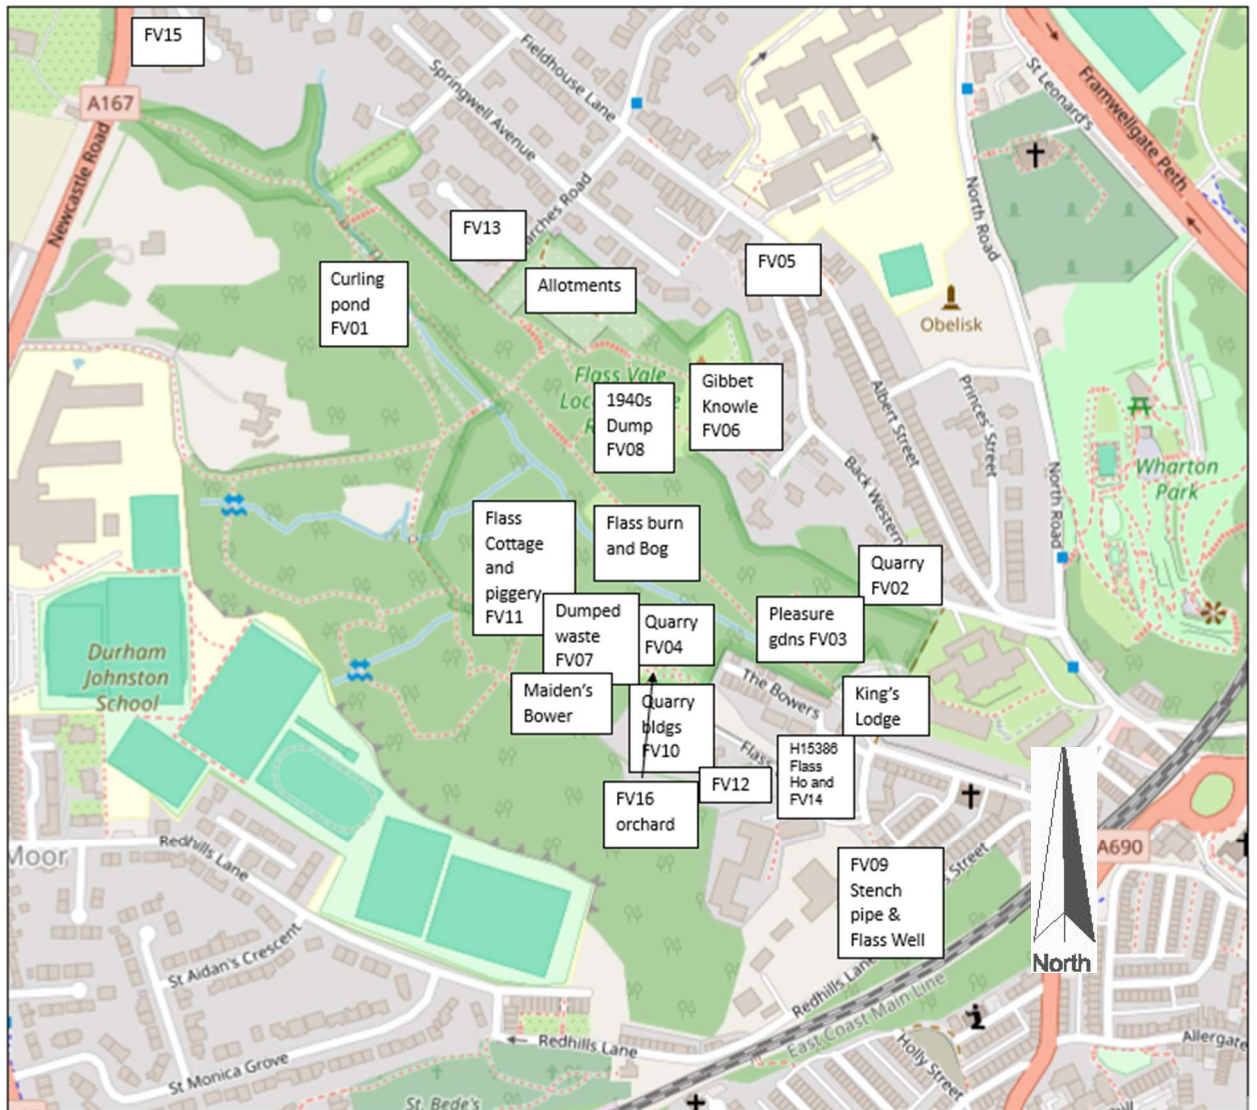 FV15
A167
Newcastle Road
Fieldhouse Lane
Springwell Avenue
arches Road
St Leonard's
Framwellgate Peth
North Road
FV13
Curling
pond
FV01
Allotments
FV05
Obelisk
Flass Vale
1940s
Dump
FV08
Gibbet
Knowle
FV06
Albert Street
Princes' Street
Back Western
North Road
Wharton
Park
Flass
Cottage
and
piggery
FV11
Flass burn
and Bog
Quarry
FV02
Dumped
waste
FV07
Quarry
FV04
Pleasure
gdns FV03
Durham
Johnston
School
Maiden's
Bower
Quarry
bldgs
FV10
The Bowers
King's
Lodge
Flass
H15386
Flass
Ho and
FV14
FV12
FV16
orchard
FV09
Stench
pipe &
Flass Well
Street
A690
North
Moor
Redhills Lane
St Aidan's Crescent
St Monica Grove
Redhills Lane
Redhills Lane
East Coast Main Line
Holly Street
Allergate
St. Bede's